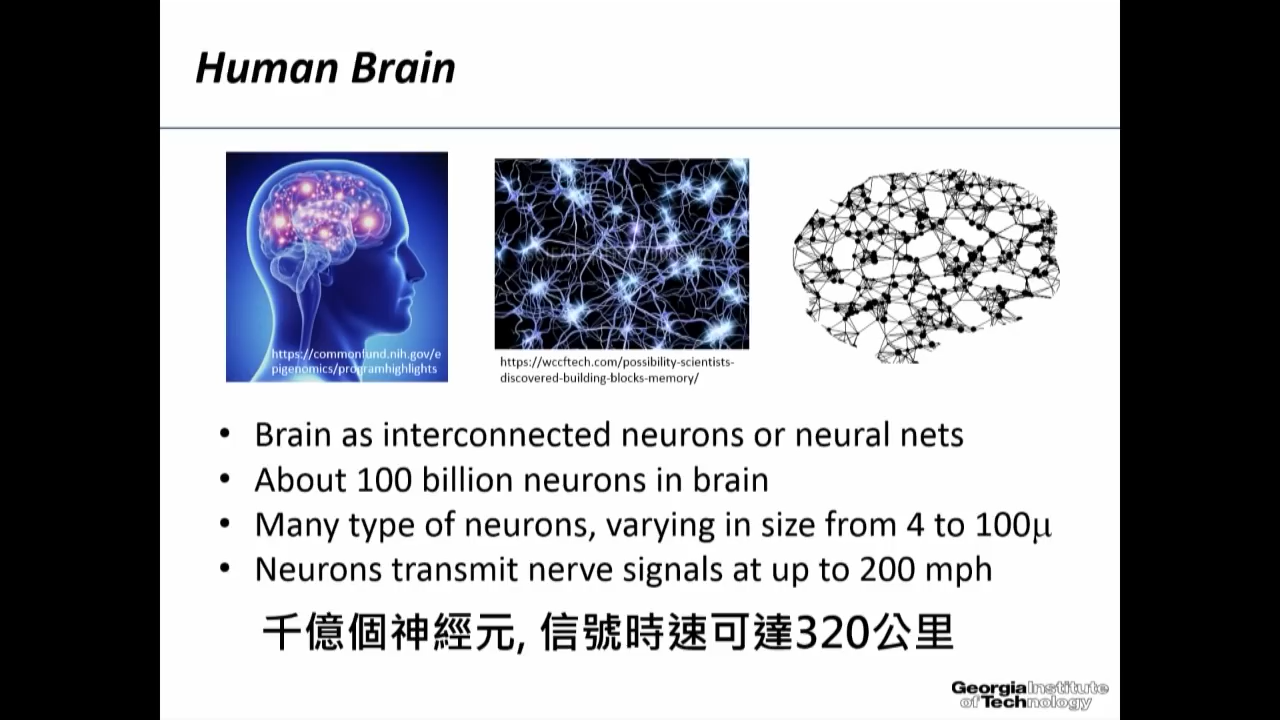 Human Brain
https://commonfund.nih.gov/e
pigenomics/programhighlights
https://wccftech.com/possibility-scientists-
discovered-building-blocks-memory/
• Brain as interconnected neurons or neural nets
• About 100 billion neurons in brain
• Many type of neurons, varying in size from 4 to 100μ
• Neurons transmit nerve signals at up to 200 mph
千億個神經元, 信號時速可達320公里
Georgia Institute
of Technology